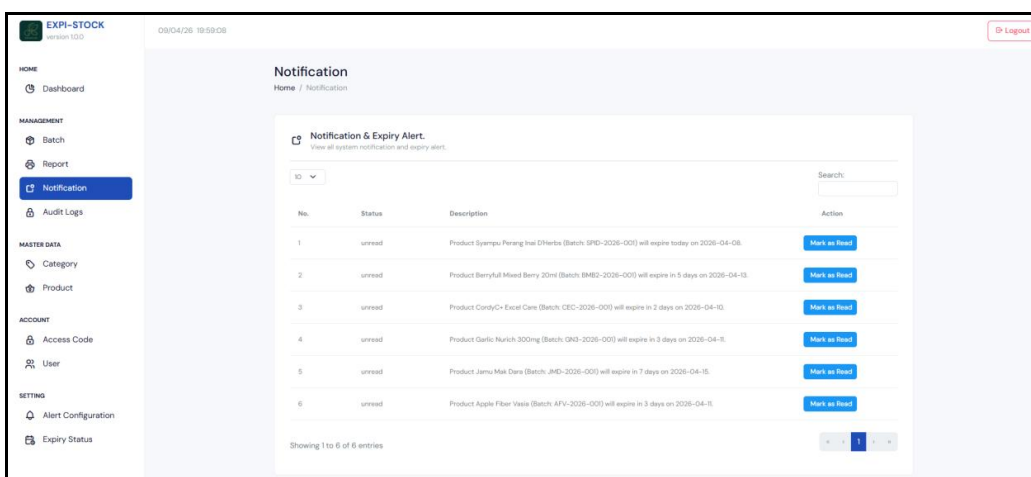 EXPI-STOCK
version 1.0.0
09/04/26 19:59:08
Logout
HOME
Dashboard
MANAGEMENT
Batch
Report
Notification
Audit Logs
MASTER DATA
Category
Product
ACCOUNT
Access Code
User
SETTING
Alert Configuration
Expiry Status
Notification
Home / Notification
Notification & Expiry Alert.
View all system notification and expiry alert.
10
Search:
No. Status Description Action
1 unread Product Syampu Perang Inai D'Herbs (Batch: SPID-2026-001) will expire today on 2026-04-08. Mark as Read
2 unread Product Berryfull Mixed Berry 20ml (Batch: BMB2-2026-001) will expire in 5 days on 2026-04-13. Mark as Read
3 unread Product CordyC+ Excel Care (Batch: CEC-2026-001) will expire in 2 days on 2026-04-10. Mark as Read
4 unread Product Garlic Nurich 300mg (Batch: GN3-2026-001) will expire in 3 days on 2026-04-11. Mark as Read
5 unread Product Jamu Mak Dara (Batch: JMD-2026-001) will expire in 7 days on 2026-04-15. Mark as Read
6 unread Product Apple Fiber Vasia (Batch: AFV-2026-001) will expire in 3 days on 2026-04-11. Mark as Read
Showing 1 to 6 of 6 entries
« ‹ 1 › »